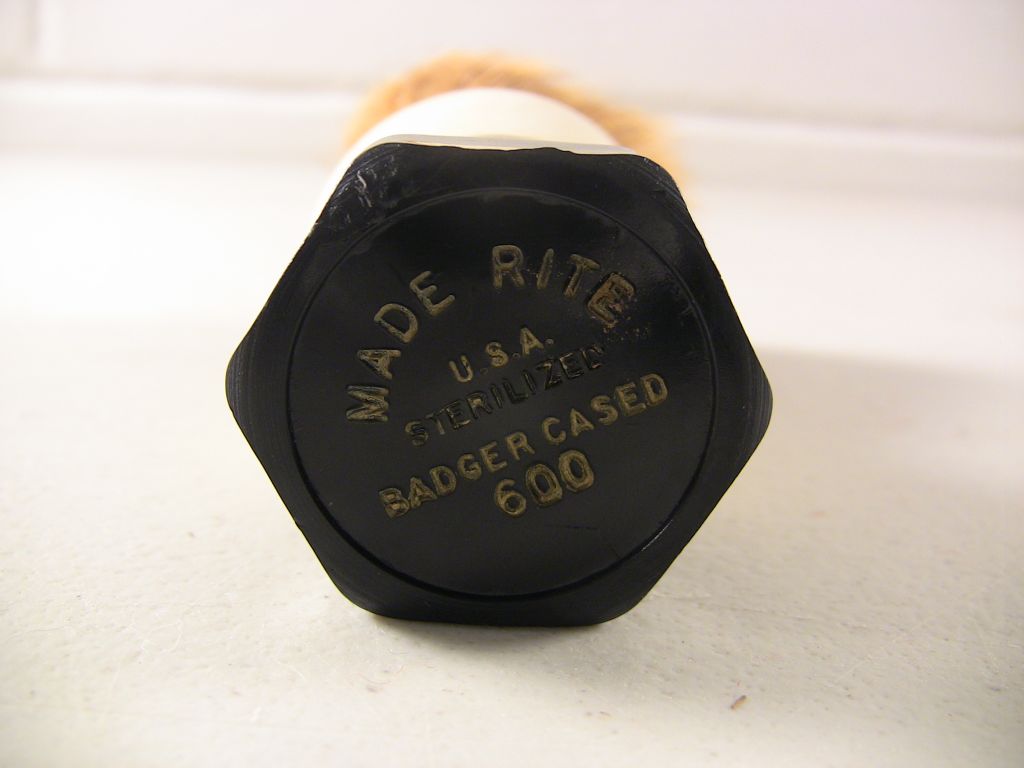 MADE RITE
U.S.A.
STERILIZED
BADGER CASED
600